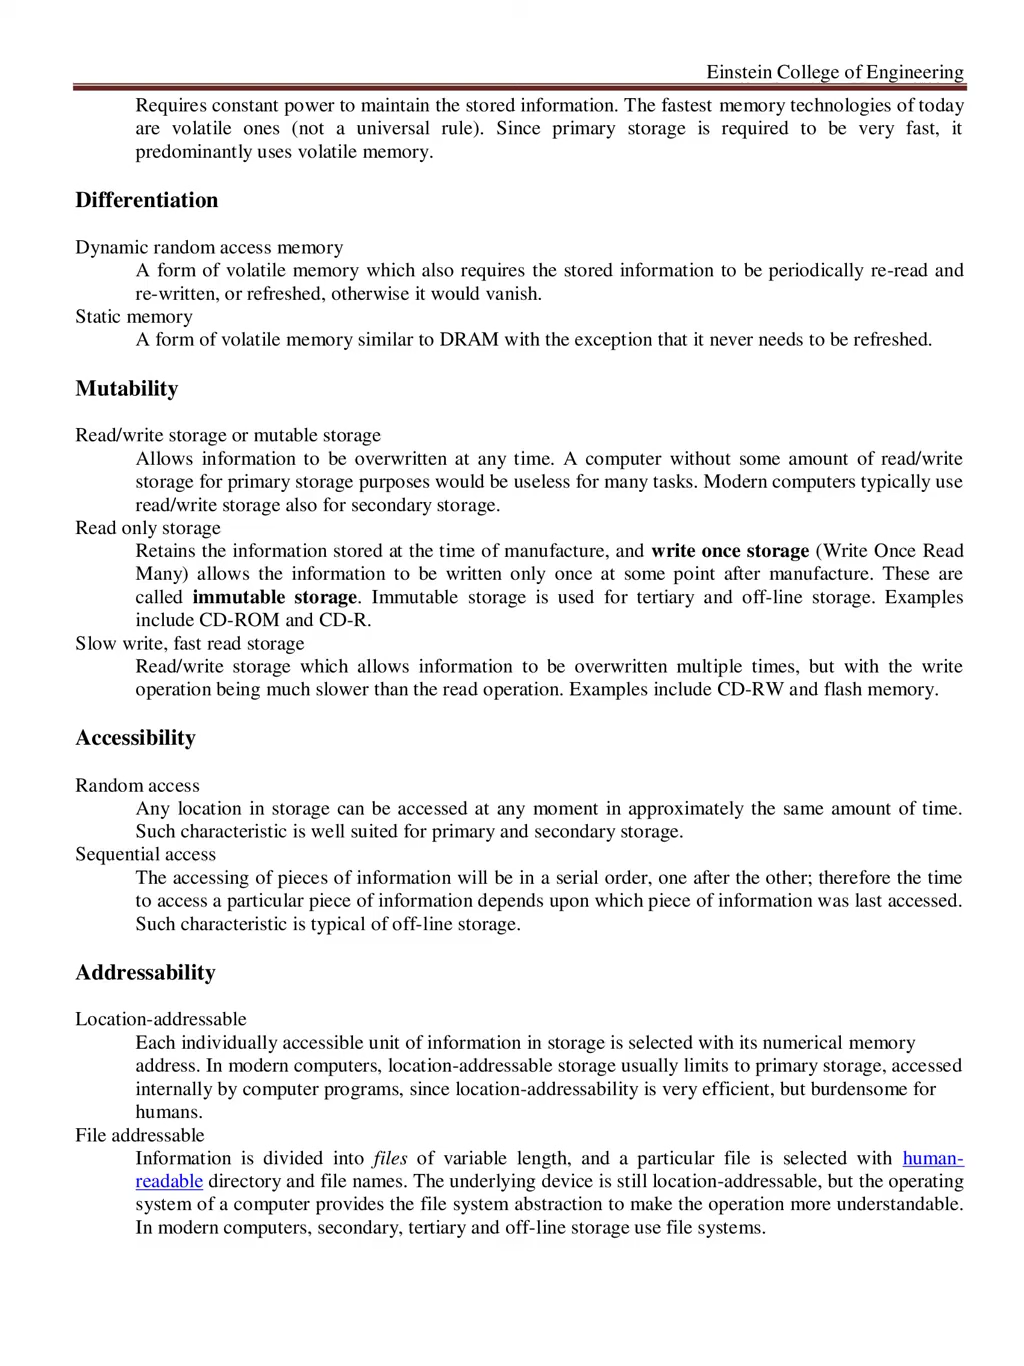 Einstein College of Engineering
Requires constant power to maintain the stored information. The fastest memory technologies of today
are volatile ones (not a universal rule). Since primary storage is required to be very fast, it
predominantly uses volatile memory.
Differentiation
Dynamic random access memory
A form of volatile memory which also requires the stored information to be periodically re-read and
re-written, or refreshed, otherwise it would vanish.
Static memory
A form of volatile memory similar to DRAM with the exception that it never needs to be refreshed.
Mutability
Read/write storage or mutable storage
Allows information to be overwritten at any time. A computer without some amount of read/write
storage for primary storage purposes would be useless for many tasks. Modern computers typically use
read/write storage also for secondary storage.
Read only storage
Retains the information stored at the time of manufacture, and write once storage (Write Once Read
Many) allows the information to be written only once at some point after manufacture. These are
called immutable storage. Immutable storage is used for tertiary and off-line storage. Examples
include CD-ROM and CD-R.
Slow write, fast read storage
Read/write storage which allows information to be overwritten multiple times, but with the write
operation being much slower than the read operation. Examples include CD-RW and flash memory.
Accessibility
Random access
Any location in storage can be accessed at any moment in approximately the same amount of time.
Such characteristic is well suited for primary and secondary storage.
Sequential access
The accessing of pieces of information will be in a serial order, one after the other; therefore the time
to access a particular piece of information depends upon which piece of information was last accessed.
Such characteristic is typical of off-line storage.
Addressability
Location-addressable
Each individually accessible unit of information in storage is selected with its numerical memory
address. In modern computers, location-addressable storage usually limits to primary storage, accessed
internally by computer programs, since location-addressability is very efficient, but burdensome for
humans.
File addressable
Information is divided into files of variable length, and a particular file is selected with human-
readable directory and file names. The underlying device is still location-addressable, but the operating
system of a computer provides the file system abstraction to make the operation more understandable.
In modern computers, secondary, tertiary and off-line storage use file systems.